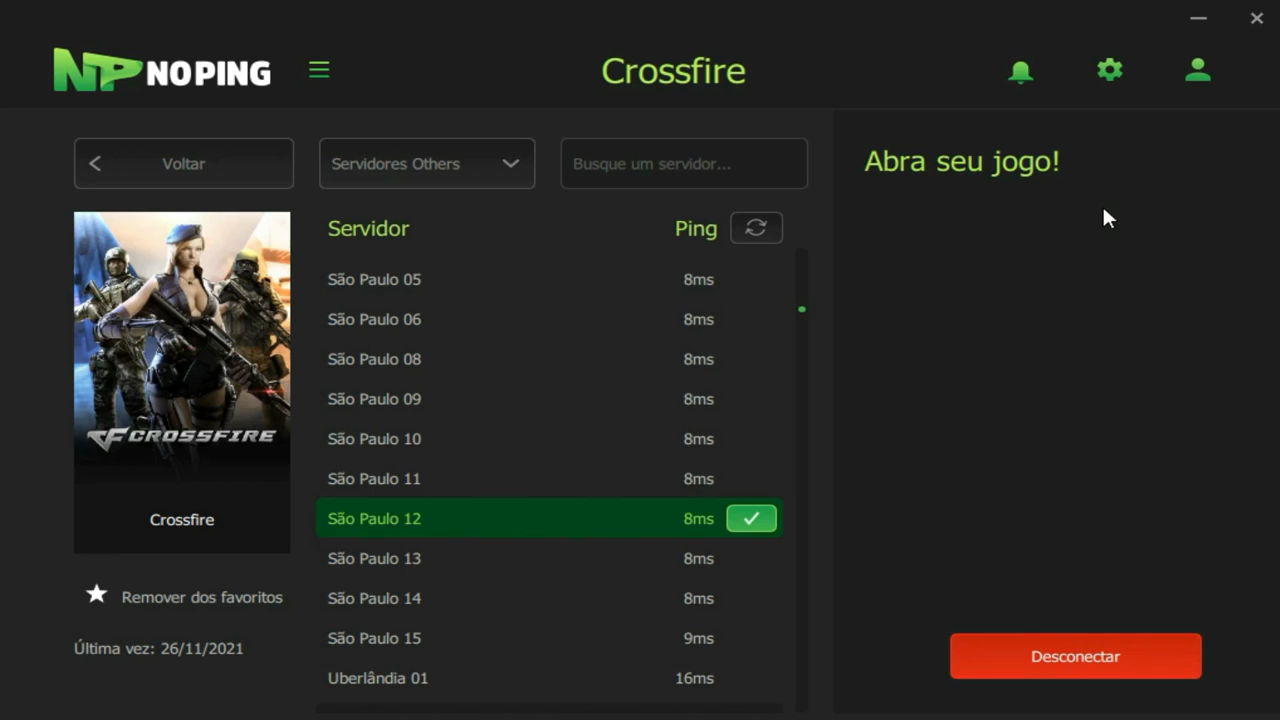 NP NOPING
Crossfire
Voltar
Servidores Others
Busque um servidor...
Abra seu jogo!
Servidor Ping
São Paulo 05 8ms
São Paulo 06 8ms
São Paulo 08 8ms
São Paulo 09 8ms
São Paulo 10 8ms
São Paulo 11 8ms
São Paulo 12 8ms
São Paulo 13 8ms
São Paulo 14 8ms
São Paulo 15 9ms
Uberlândia 01 16ms
CF CROSSFIRE
Crossfire
Remover dos favoritos
Última vez: 26/11/2021
Desconectar